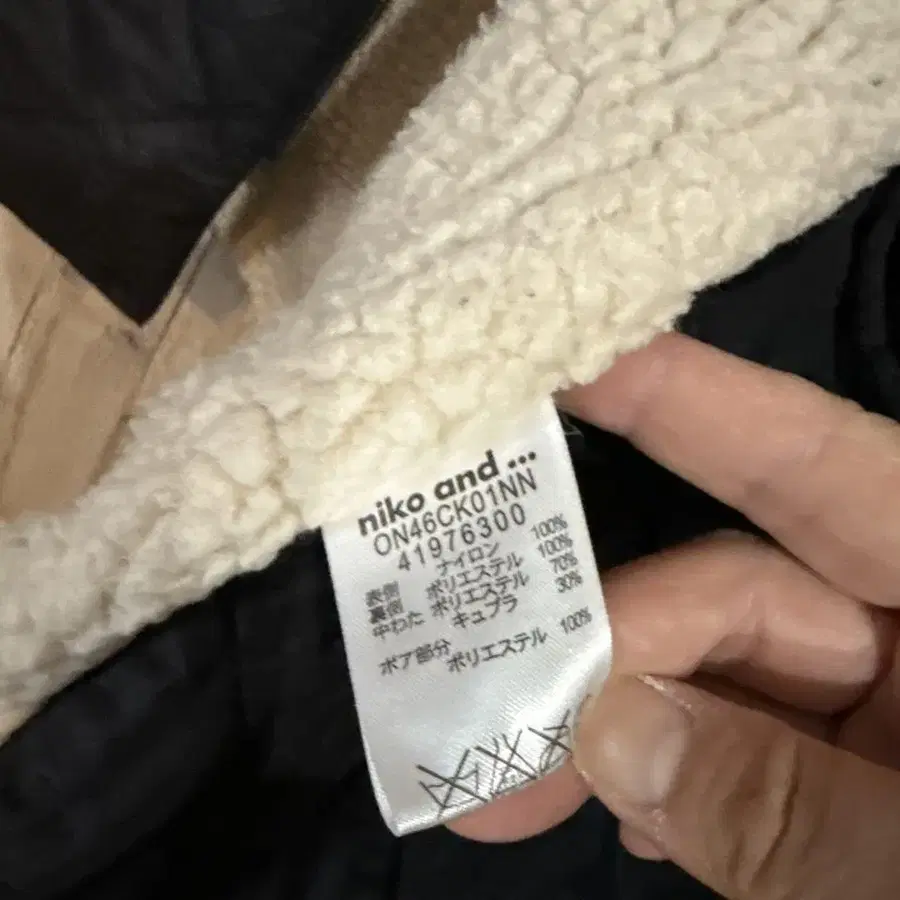 niko and ...
ON46CK01NN
41976300
表側 ナイロン 100%
裏側 ポリエステル 100%
中わた ポリエステル 70%
キュプラ 30%
ボア部分
ポリエステル 100%